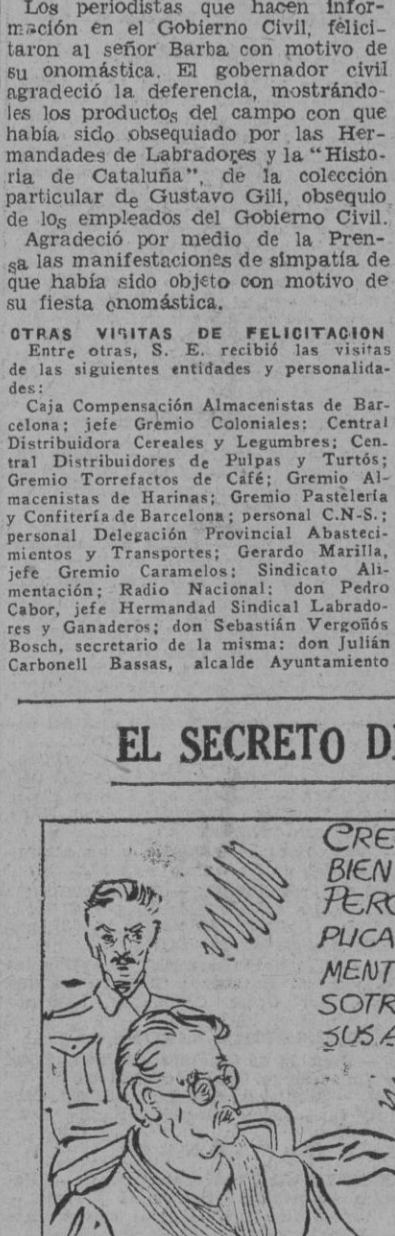 Los periodistas que hacen infor-
mación en el Gobierno Civil, felici-
taron al señor Barba con motivo de
su onomástica. El gobernador civil
agradeció la deferencia, mostrándo-
les los productos del campo con que
había sido obsequiado por las Her-
mandades de Labradores y la "Histo-
ria de Cataluña", de la colección
particular de Gustavo Gili, obsequio
de los empleados del Gobierno Civil.
Agradeció por medio de la Pren-
sa las manifestaciones de simpatía de
que había sido objeto con motivo de
su fiesta onomástica.
OTRAS VISITAS DE FELICITACION
Entre otras, S. E. recibió las visitas
de las siguientes entidades y personalida-
des:
Caja Compensación Almacenistas de Bar-
celona; jefe Gremio Coloniales; Central
Distribuidora Cereales y Legumbres; Cen-
tral Distribuidores de Pulpas y Turtós;
Gremio Torrefactos de Café; Gremio Al-
macenistas de Harinas; Gremio Pastelería
y Confitería de Barcelona; personal C.N-S.;
personal Delegación Provincial Abasteci-
mientos y Transportes; Gerardo Marilla,
jefe Gremio Caramelos; Sindicato Ali-
mentación; Radio Nacional; don Pedro
Cabor, jefe Hermandad Sindical Labrado-
res y Ganaderos; don Sebastián Vergoñós
Bosch, secretario de la misma; don Julián
Carbonell Bassas, alcalde Ayuntamiento
EL SECRETO D
CRE
BIEN
PERO
PLICA
MENT
SOTR
SUS A